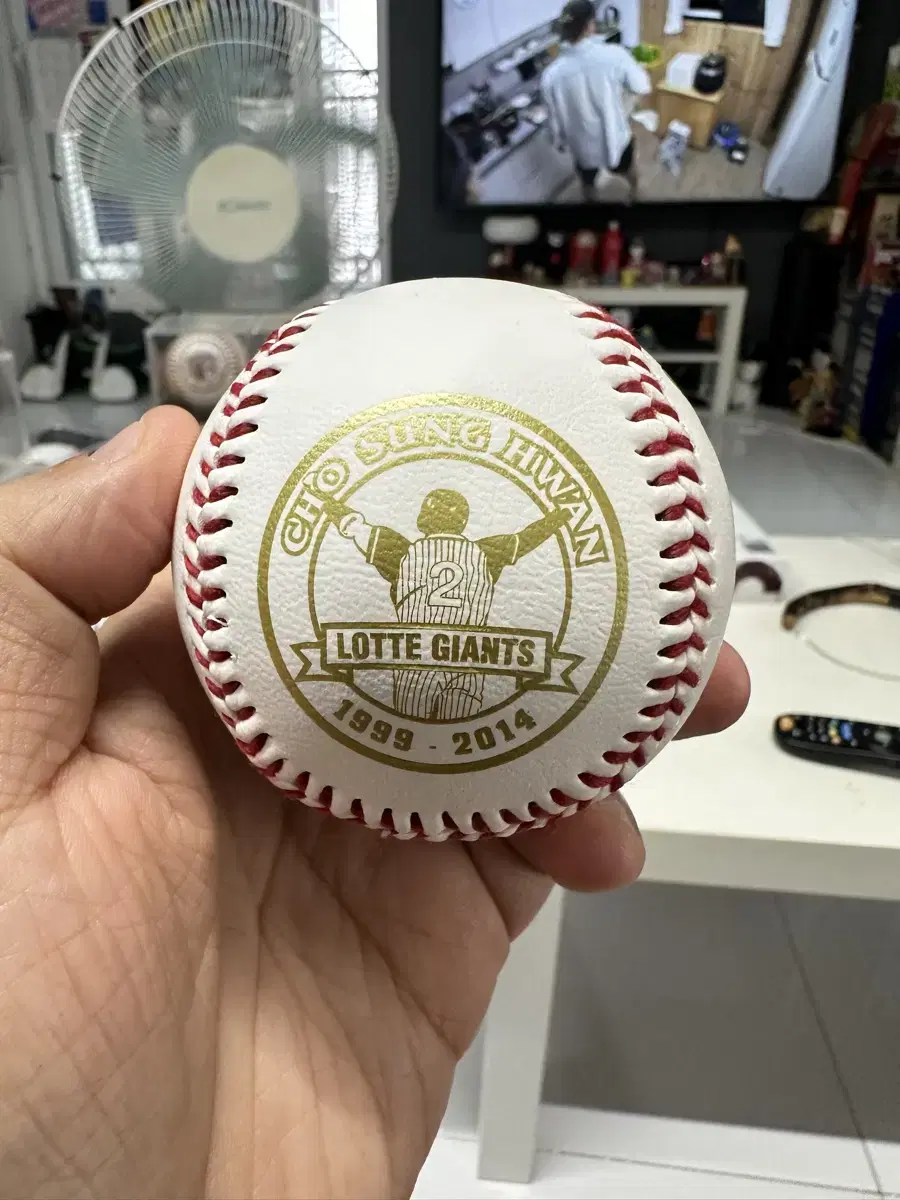 CHO SUNG HWAN
2
LOTTE GIANTS
1999 - 2014